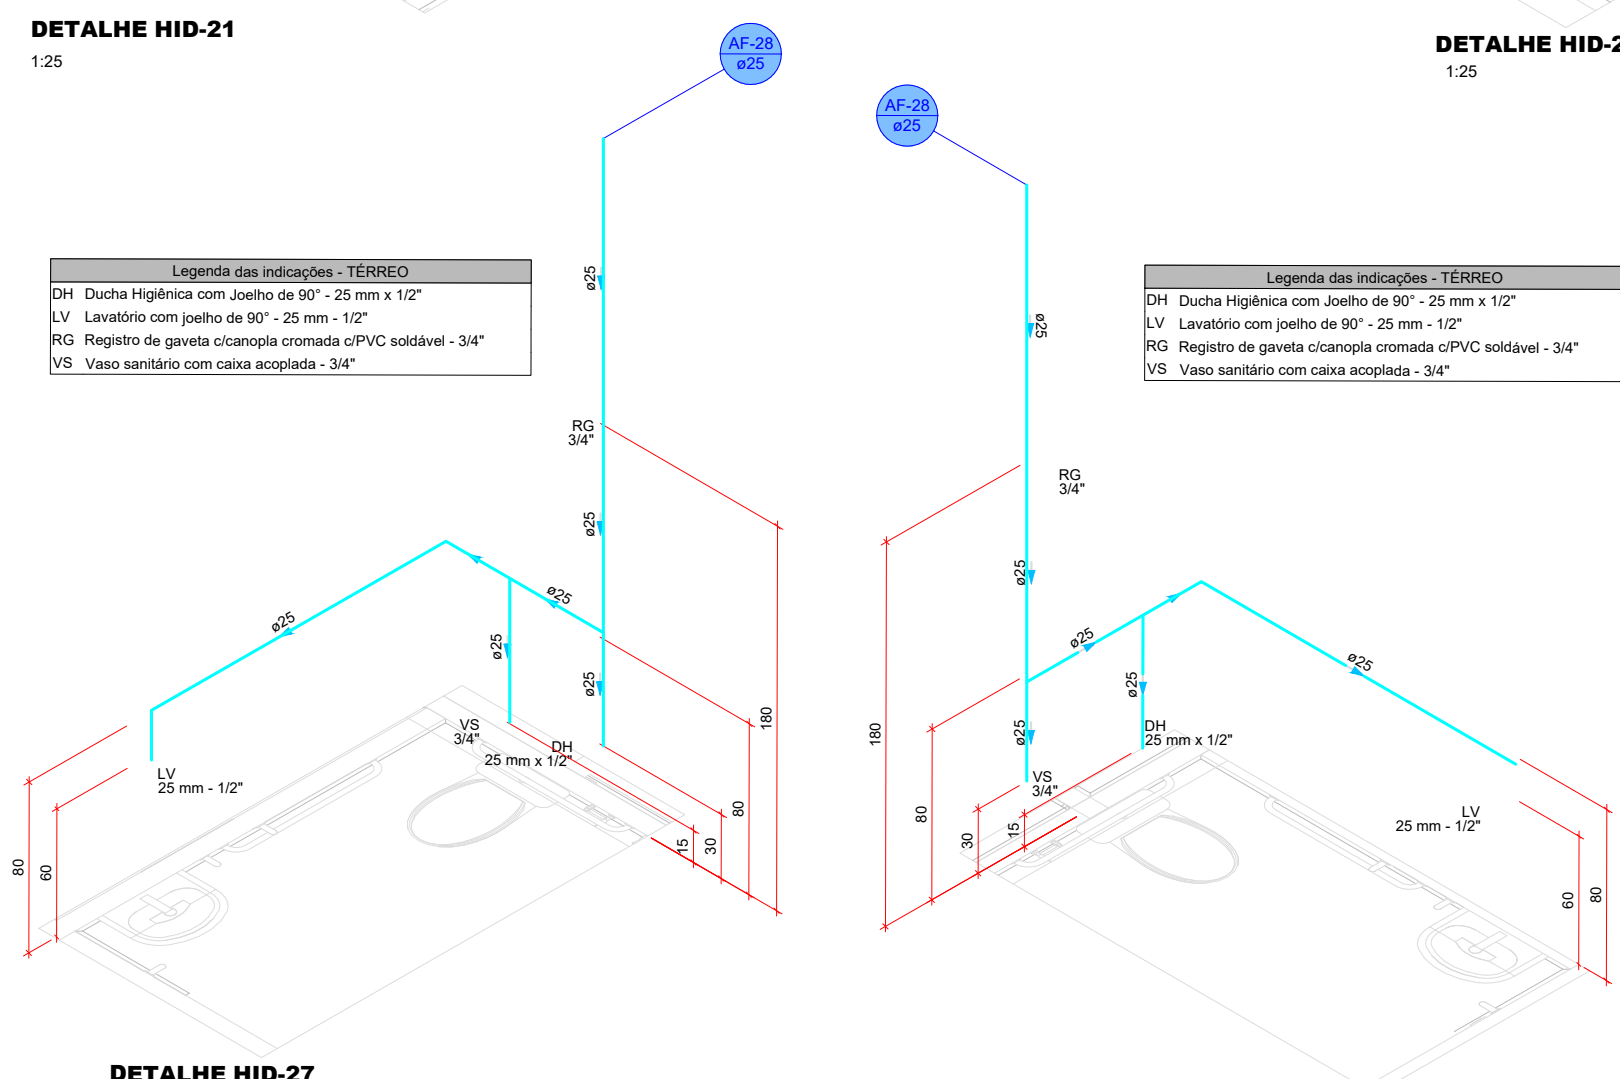 DETALHE HID-21
1:25
AF-28
ø25
DETALHE HID-2
1:25
AF-28
ø25
Legenda das indicações - TÉRREO
DH Ducha Higiênica com Joelho de 90° - 25 mm x 1/2"
LV Lavatório com joelho de 90° - 25 mm - 1/2"
RG Registro de gaveta c/canopla cromada c/PVC soldável - 3/4"
VS Vaso sanitário com caixa acoplada - 3/4"
ø25
RG
3/4"
ø25
ø25
ø25
ø25
ø25
VS
3/4"
DH
25 mm x 1/2"
LV
25 mm - 1/2"
80
60
15
30
80
180
DETALHE HID-27
Legenda das indicações - TÉRREO
DH Ducha Higiênica com Joelho de 90° - 25 mm x 1/2"
LV Lavatório com joelho de 90° - 25 mm - 1/2"
RG Registro de gaveta c/canopla cromada c/PVC soldável - 3/4"
VS Vaso sanitário com caixa acoplada - 3/4"
ø25
RG
3/4"
ø25
ø25
ø25
ø25
ø25
DH
25 mm x 1/2"
VS
3/4"
LV
25 mm - 1/2"
180
80
30
15
60
80